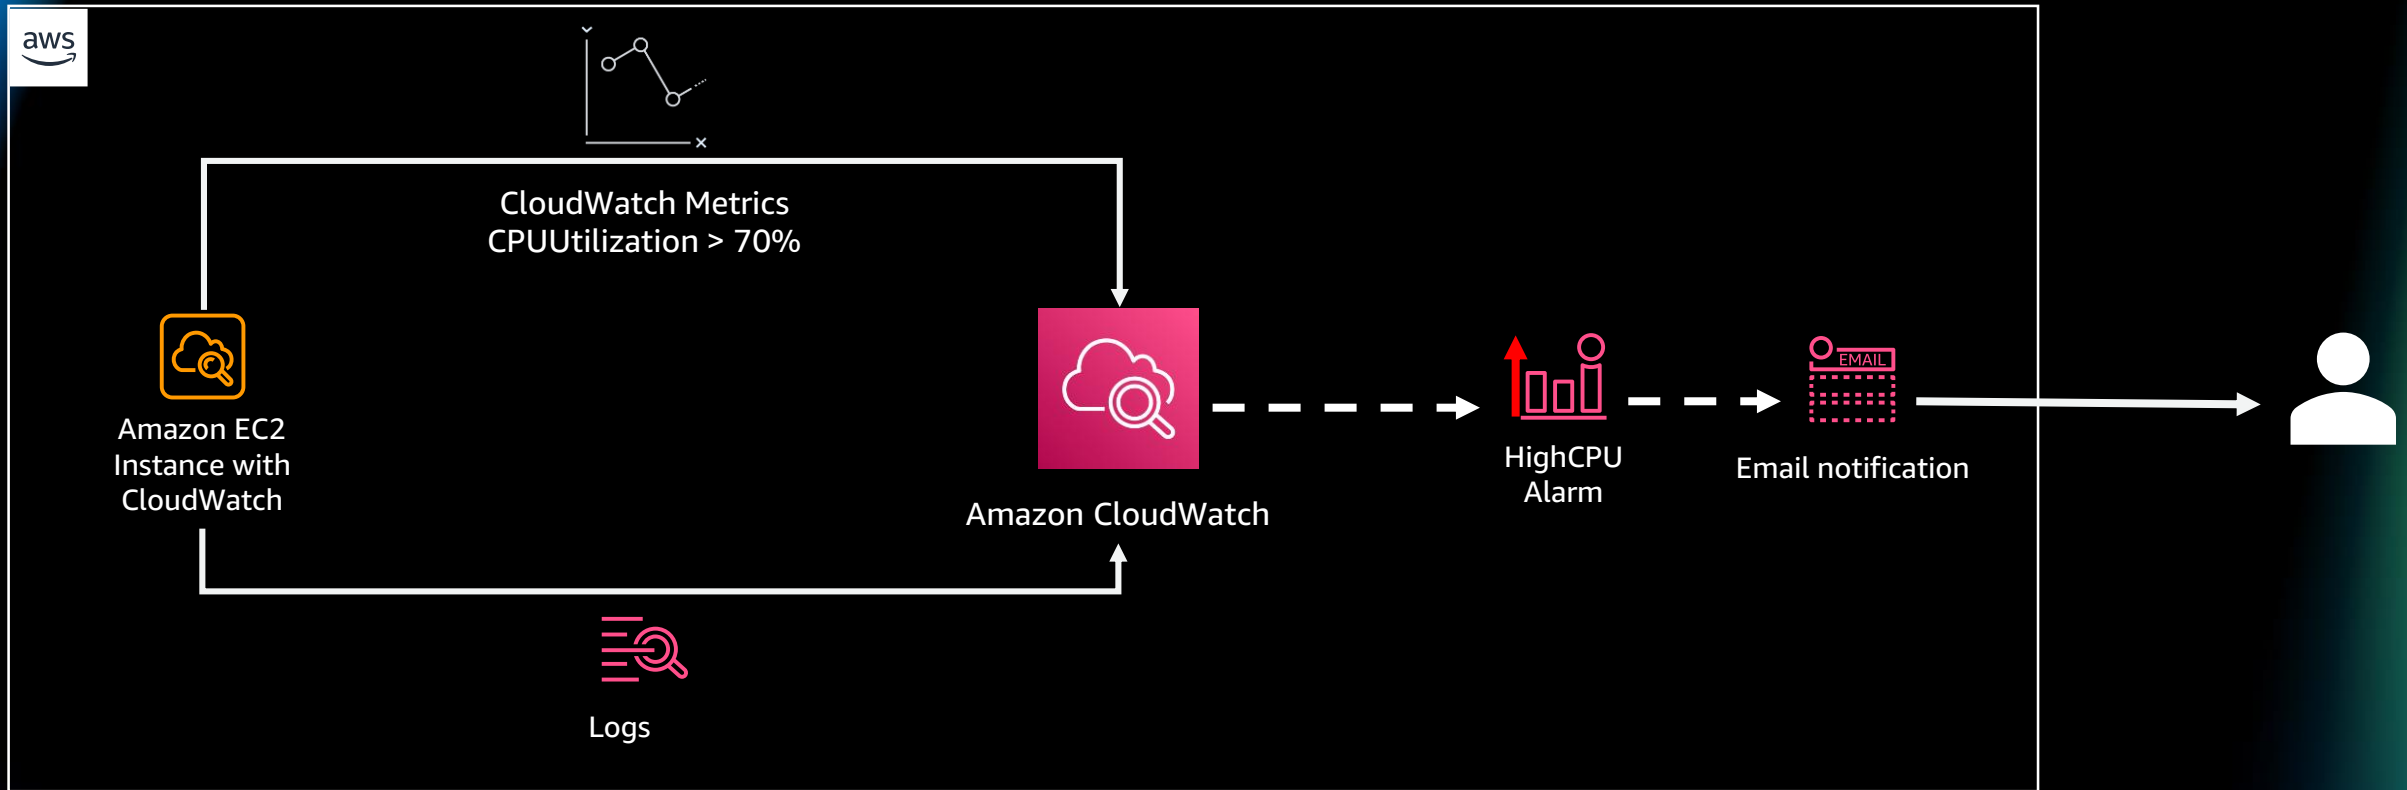 aws
CloudWatch Metrics
CPUUtilization > 70%
Amazon EC2
Instance with
CloudWatch
Amazon CloudWatch
HighCPU
Alarm
EMAIL
Email notification
Logs